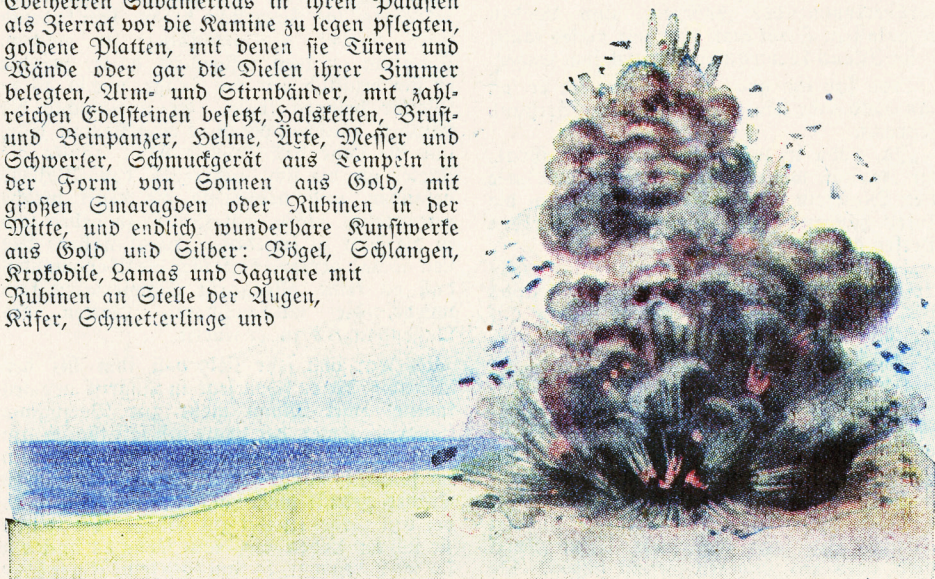 Edelherren Südamerikas in ihren Palästen
als Zierrat vor die Kamine zu legen pflegten,
goldene Platten, mit denen sie Türen und
Wände oder gar die Dielen ihrer Zimmer
belegten, Arm- und Stirnbänder, mit zahl-
reichen Edelsteinen besetzt, Halsketten, Brust-
und Beinpanzer, Helme, Äxte, Messer und
Schwerter, Schmuckgerät aus Tempeln in
der Form von Sonnen aus Gold, mit
großen Smaragden oder Rubinen in der
Mitte, und endlich wunderbare Kunstwerke
aus Gold und Silber: Vögel, Schlangen,
Krokodile, Lamas und Jaguare mit
Rubinen an Stelle der Augen,
Käfer, Schmetterlinge und